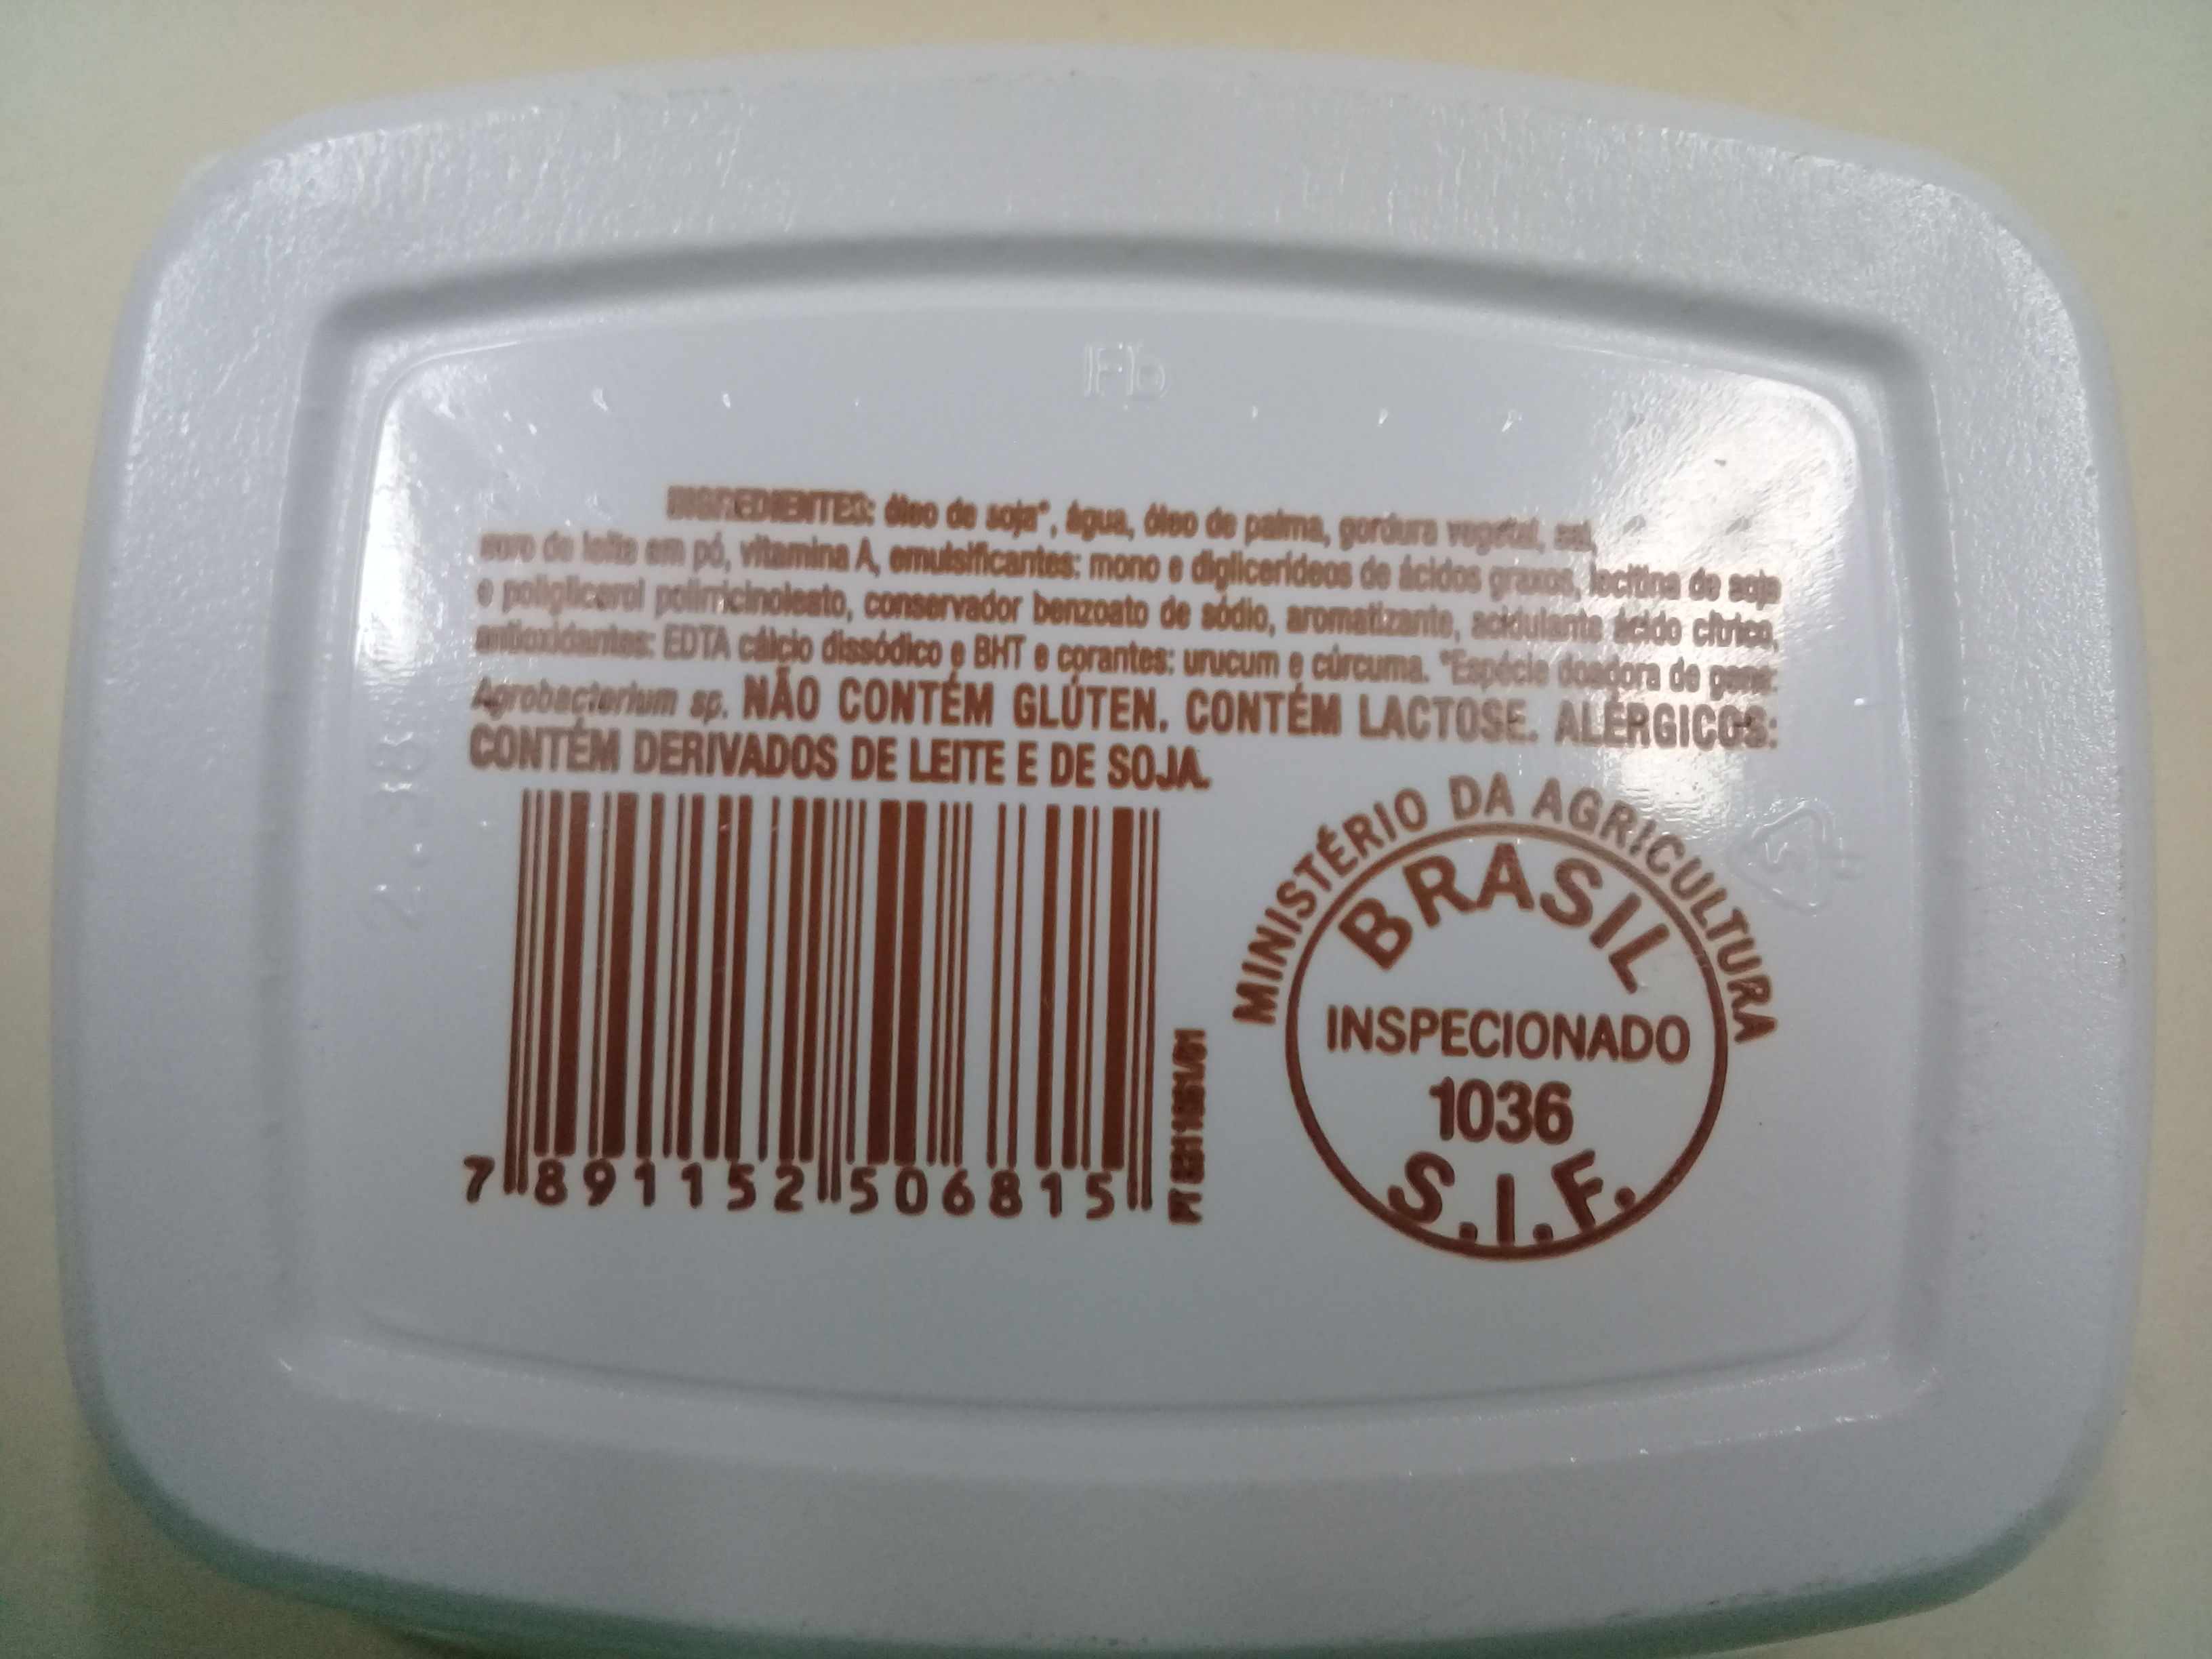 Fb
INGREDIENTES: óleo de soja*, água, óleo de palma, gordura vegetal, sal,
soro de leite em pó, vitamina A, emulsificantes: mono e diglicerídeos de ácidos graxos, lecitina de soja
e poliglicerol polirricinoleato, conservador benzoato de sódio, aromatizante, acidulante ácido cítrico,
antioxidantes: EDTA cálcio dissódico e BHT e corantes: urucum e cúrcuma. *Espécie doadora do gene:
Agrobacterium sp. NÃO CONTÉM GLÚTEN. CONTÉM LACTOSE. ALÉRGICOS:
CONTÉM DERIVADOS DE LEITE E DE SOJA.
7 891152 506815
MINISTÉRIO DA AGRICULTURA
BRASIL
INSPECIONADO
1036
S.I.F.
5